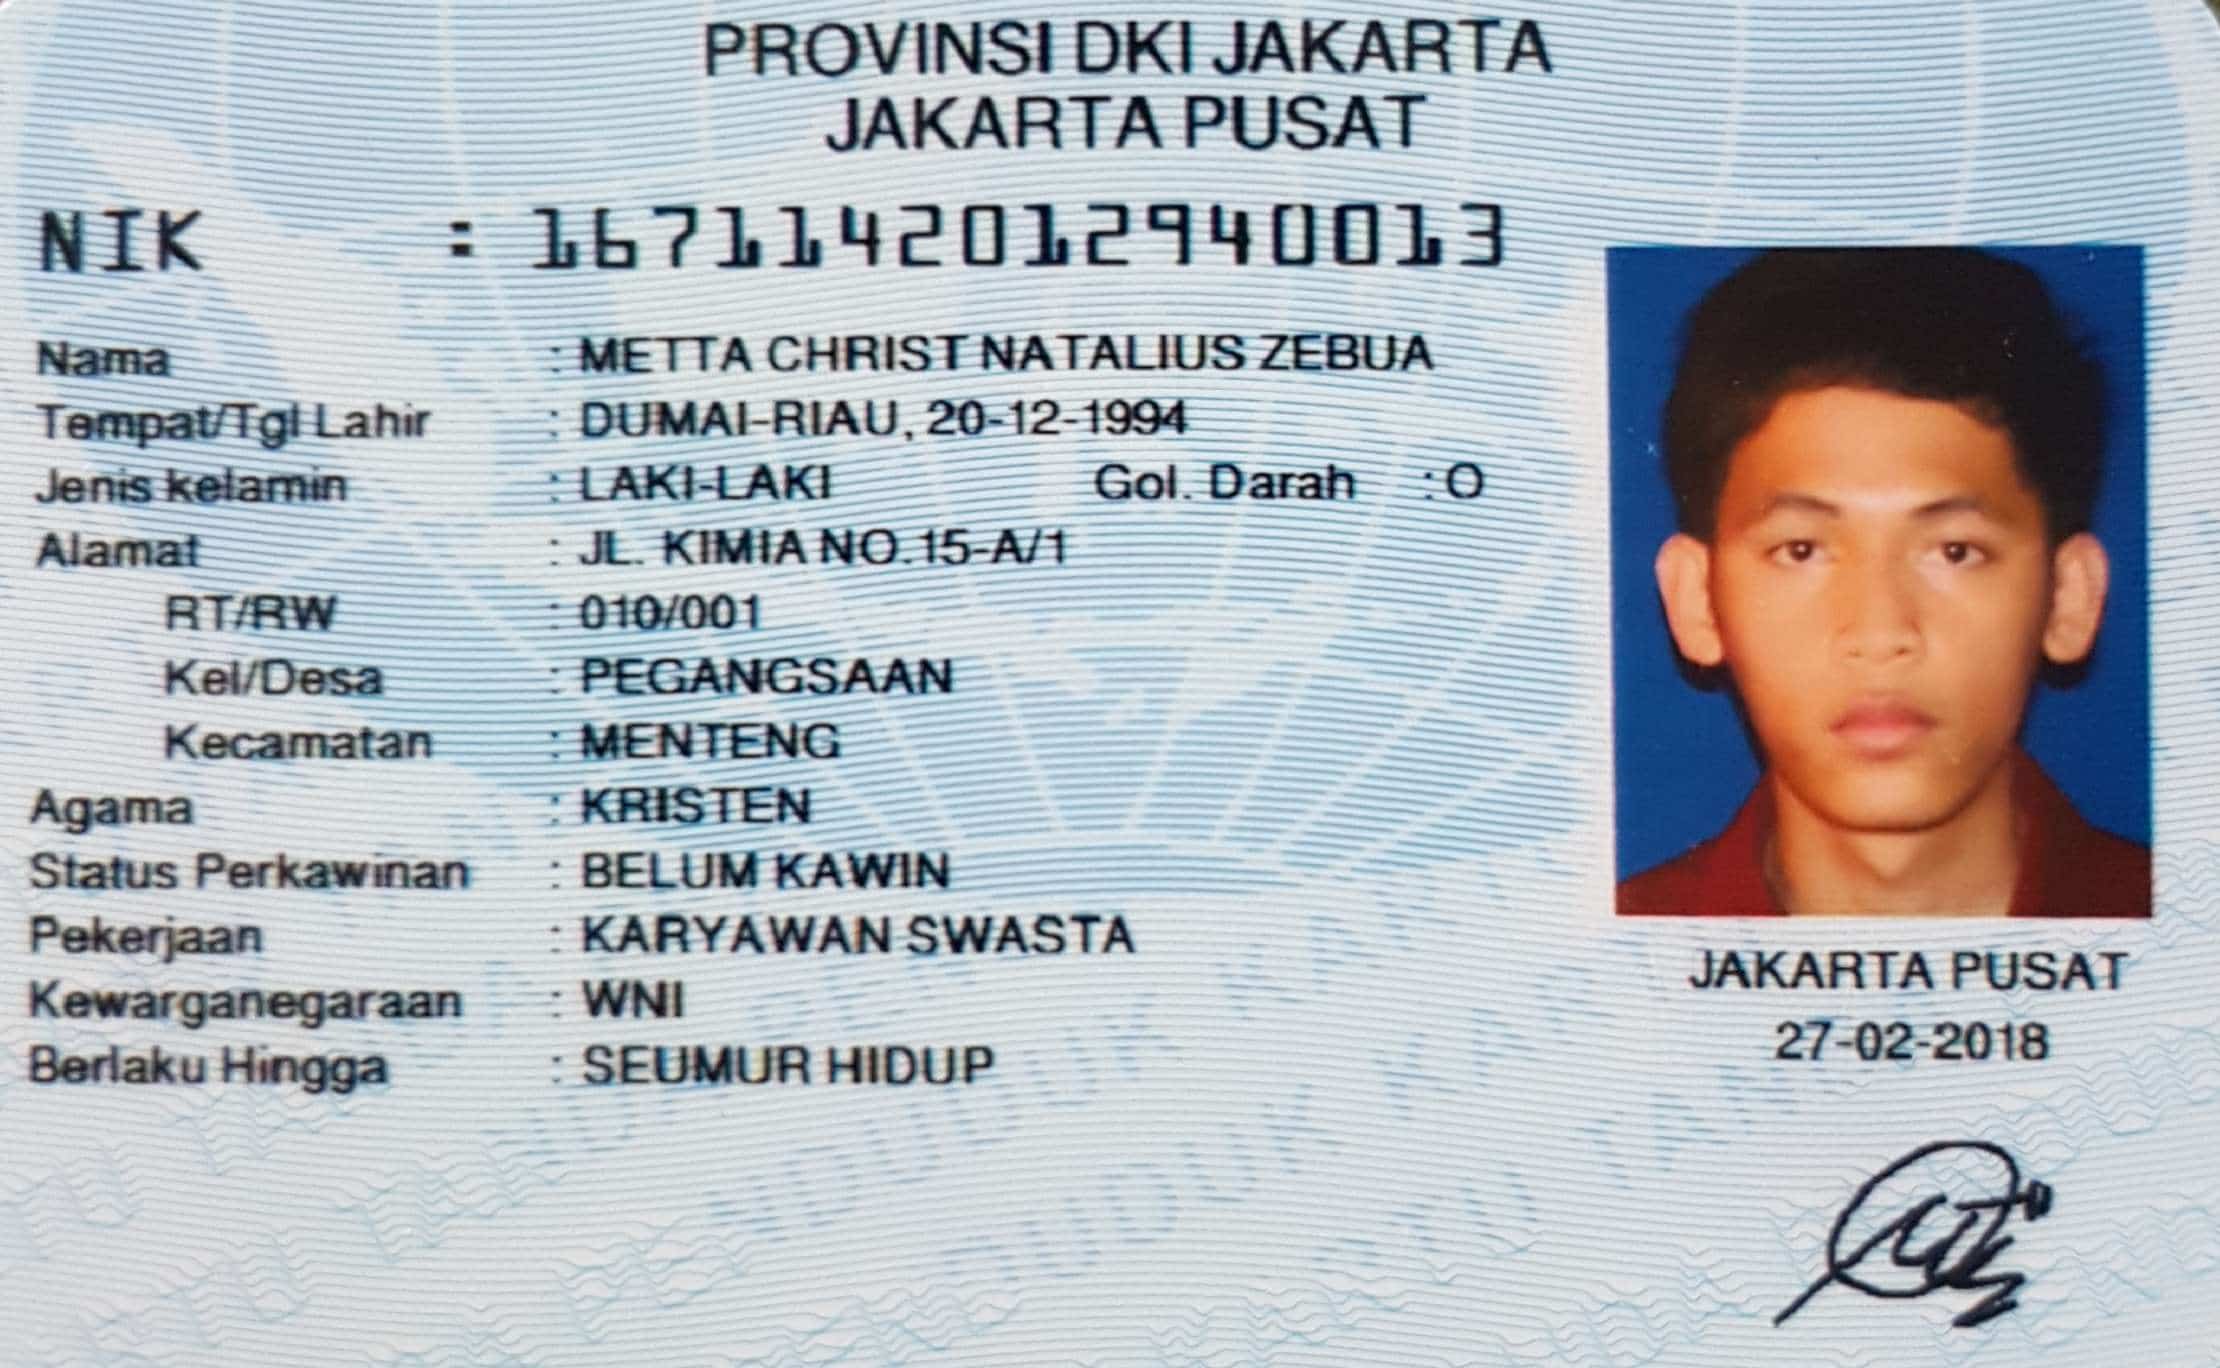 PROVINSI DKI JAKARTA
JAKARTA PUSAT
NIK : 1671142012940013
Nama : METTA CHRIST NATALIUS ZEBUA
Tempat/Tgl Lahir : DUMAI-RIAU, 20-12-1994
Jenis kelamin : LAKI-LAKI Gol. Darah : O
Alamat : JL. KIMIA NO.15-A/1
RT/RW : 010/001
Kel/Desa : PEGANGSAAN
Kecamatan : MENTENG
Agama : KRISTEN
Status Perkawinan : BELUM KAWIN
Pekerjaan : KARYAWAN SWASTA
Kewarganegaraan : WNI
Berlaku Hingga : SEUMUR HIDUP
JAKARTA PUSAT
27-02-2018